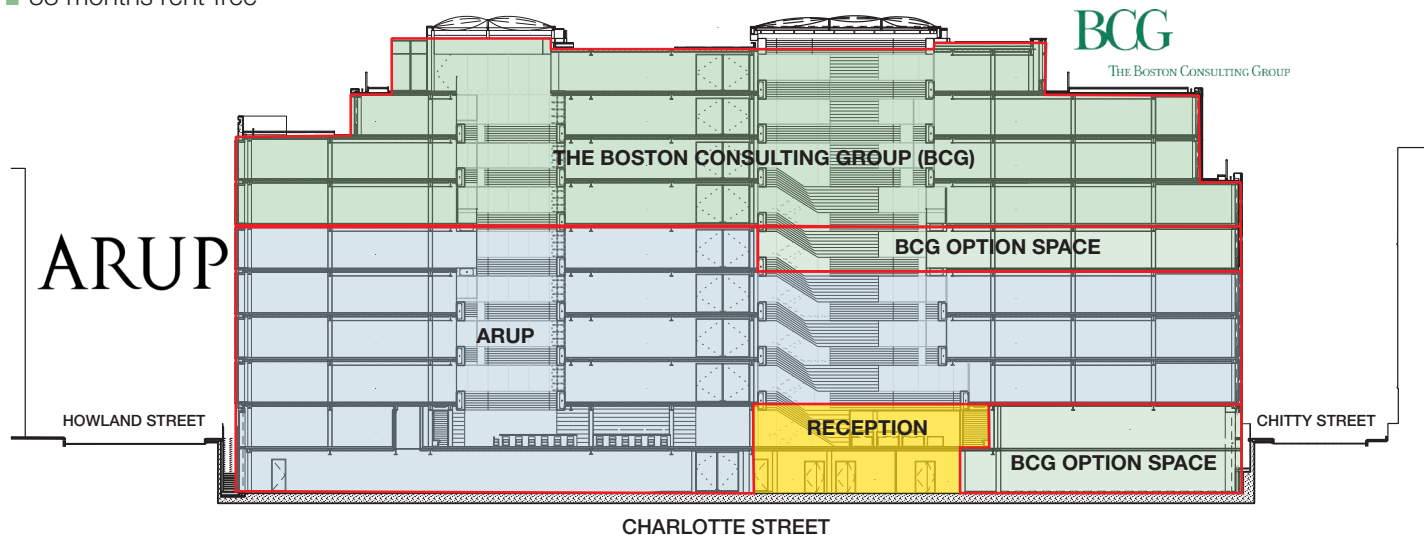 BCG
THE BOSTON CONSULTING GROUP
THE BOSTON CONSULTING GROUP (BCG)
ARUP
BCG OPTION SPACE
ARUP
HOWLAND STREET
RECEPTION
CHITTY STREET
BCG OPTION SPACE
CHARLOTTE STREET